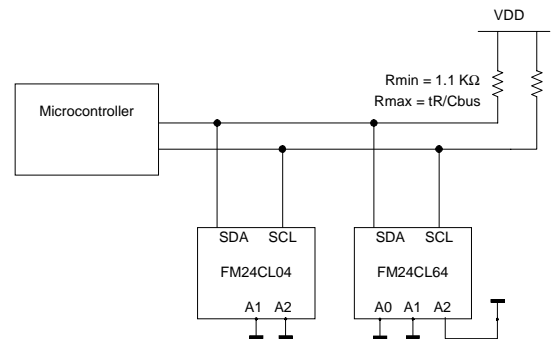 VDD
Rmin = 1.1 KΩ
Rmax = tR/Cbus
Microcontroller
SDA SCL
SDA SCL
FM24CL04
FM24CL64
A1 A2
A0 A1 A2